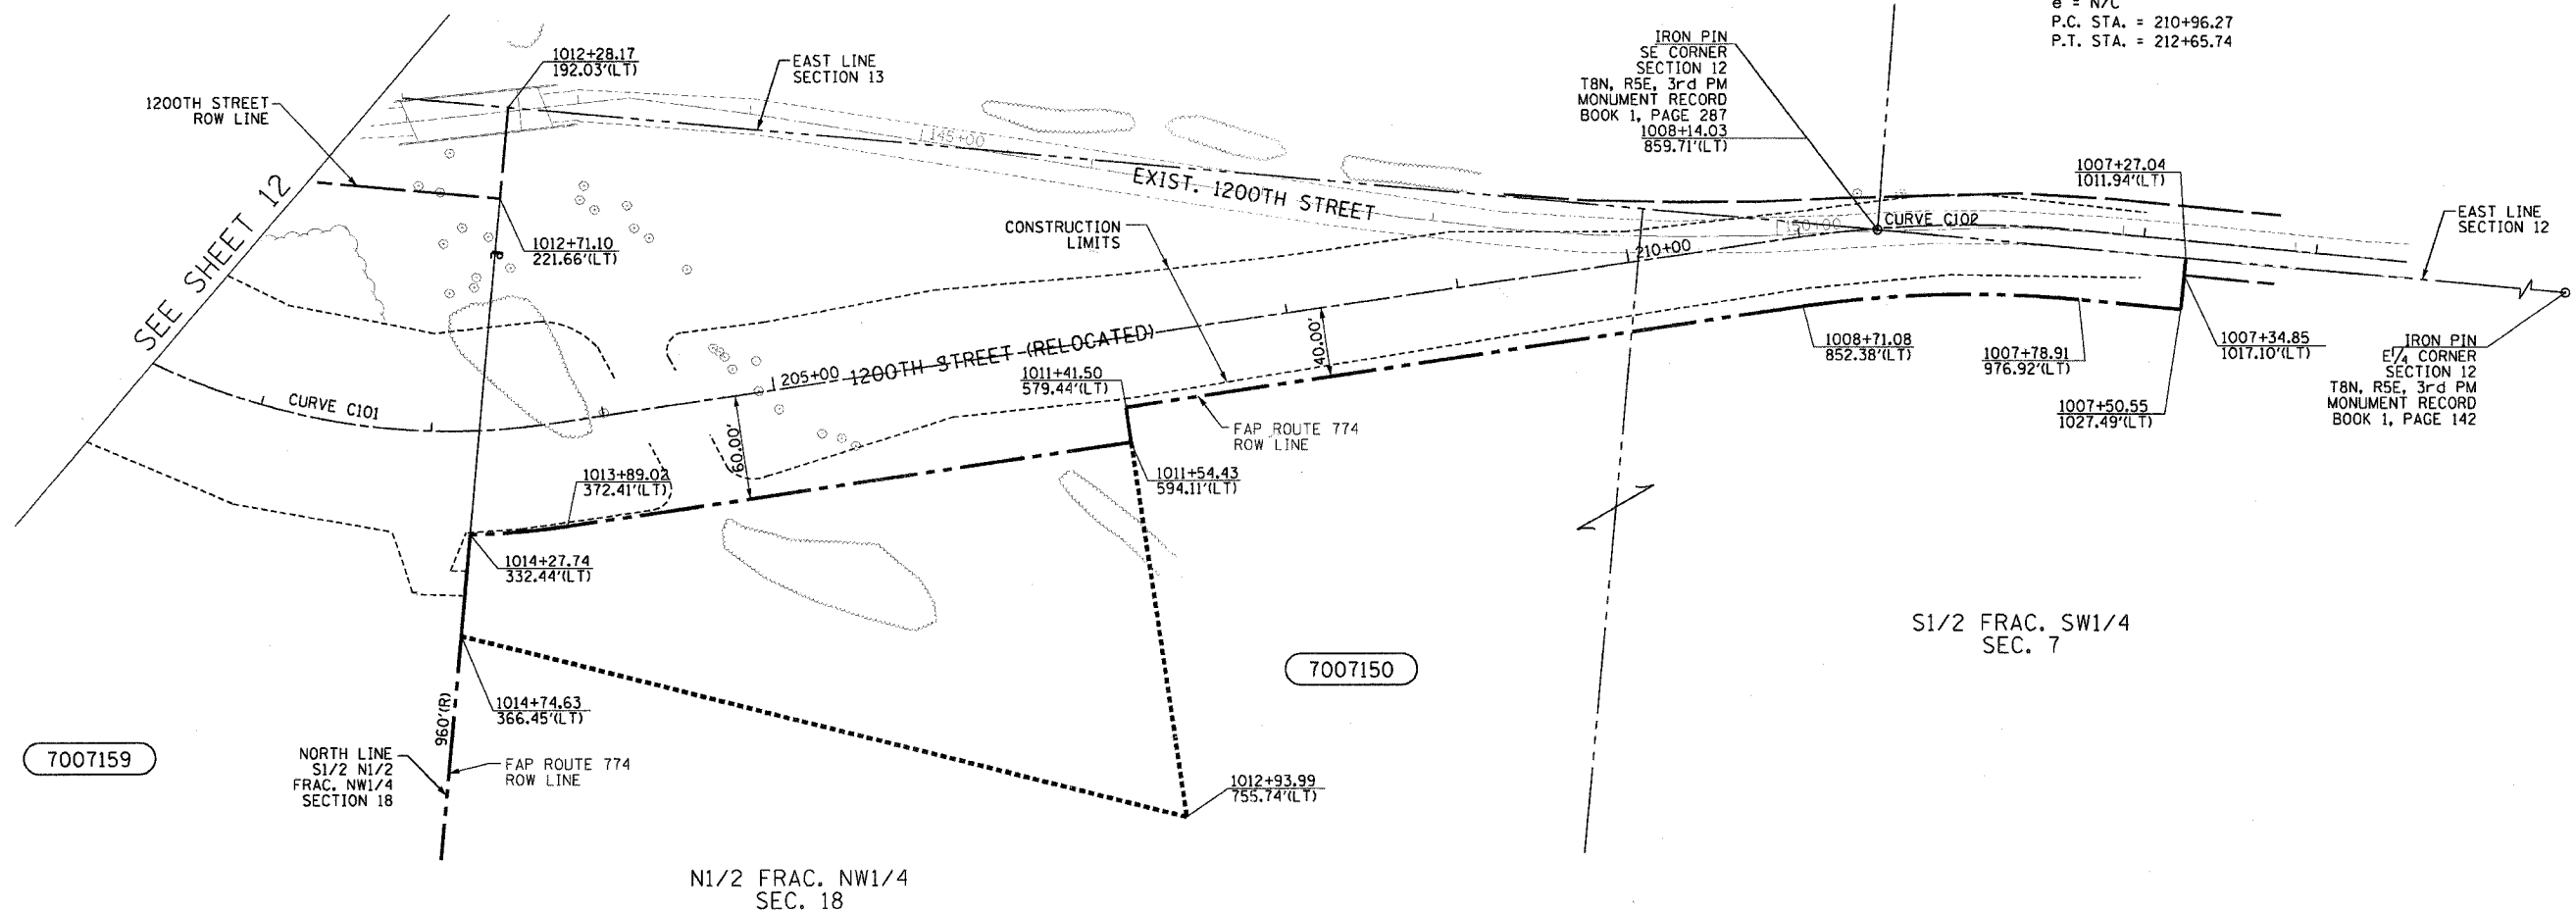 e = N/C
P.C. STA. = 210+96.27
P.T. STA. = 212+65.74
1012+28.17
192.03'(LT)
EAST LINE
SECTION 13
1200TH STREET
ROW LINE
IRON PIN
SE CORNER
SECTION 12
T8N, R5E, 3rd PM
MONUMENT RECORD
BOOK 1, PAGE 287
1008+14.03
859.71'(LT)
145+00
EXIST. 1200TH STREET
1007+27.04
1011.94'(LT)
SEE SHEET 12
1012+71.10
221.66'(LT)
CONSTRUCTION
LIMITS
150+00
CURVE C102
210+00
EAST LINE
SECTION 12
CURVE C101
205+00
1200TH STREET (RELOCATED)
40.00'
60.00'
1011+41.50
579.44'(LT)
FAP ROUTE 774
ROW LINE
1008+71.08
852.38'(LT)
1007+78.91
976.92'(LT)
1007+34.85
1017.10'(LT)
1007+50.55
1027.49'(LT)
IRON PIN
E1/4 CORNER
SECTION 12
T8N, R5E, 3rd PM
MONUMENT RECORD
BOOK 1, PAGE 142
1013+89.02
372.41'(LT)
1011+54.43
594.11'(LT)
1014+27.74
332.44'(LT)
S1/2 FRAC. SW1/4
SEC. 7
7007150
1014+74.63
366.45'(LT)
960'(R)
7007159
NORTH LINE
S1/2 N1/2
FRAC. NW1/4
SECTION 18
FAP ROUTE 774
ROW LINE
1012+93.99
755.74'(LT)
N1/2 FRAC. NW1/4
SEC. 18